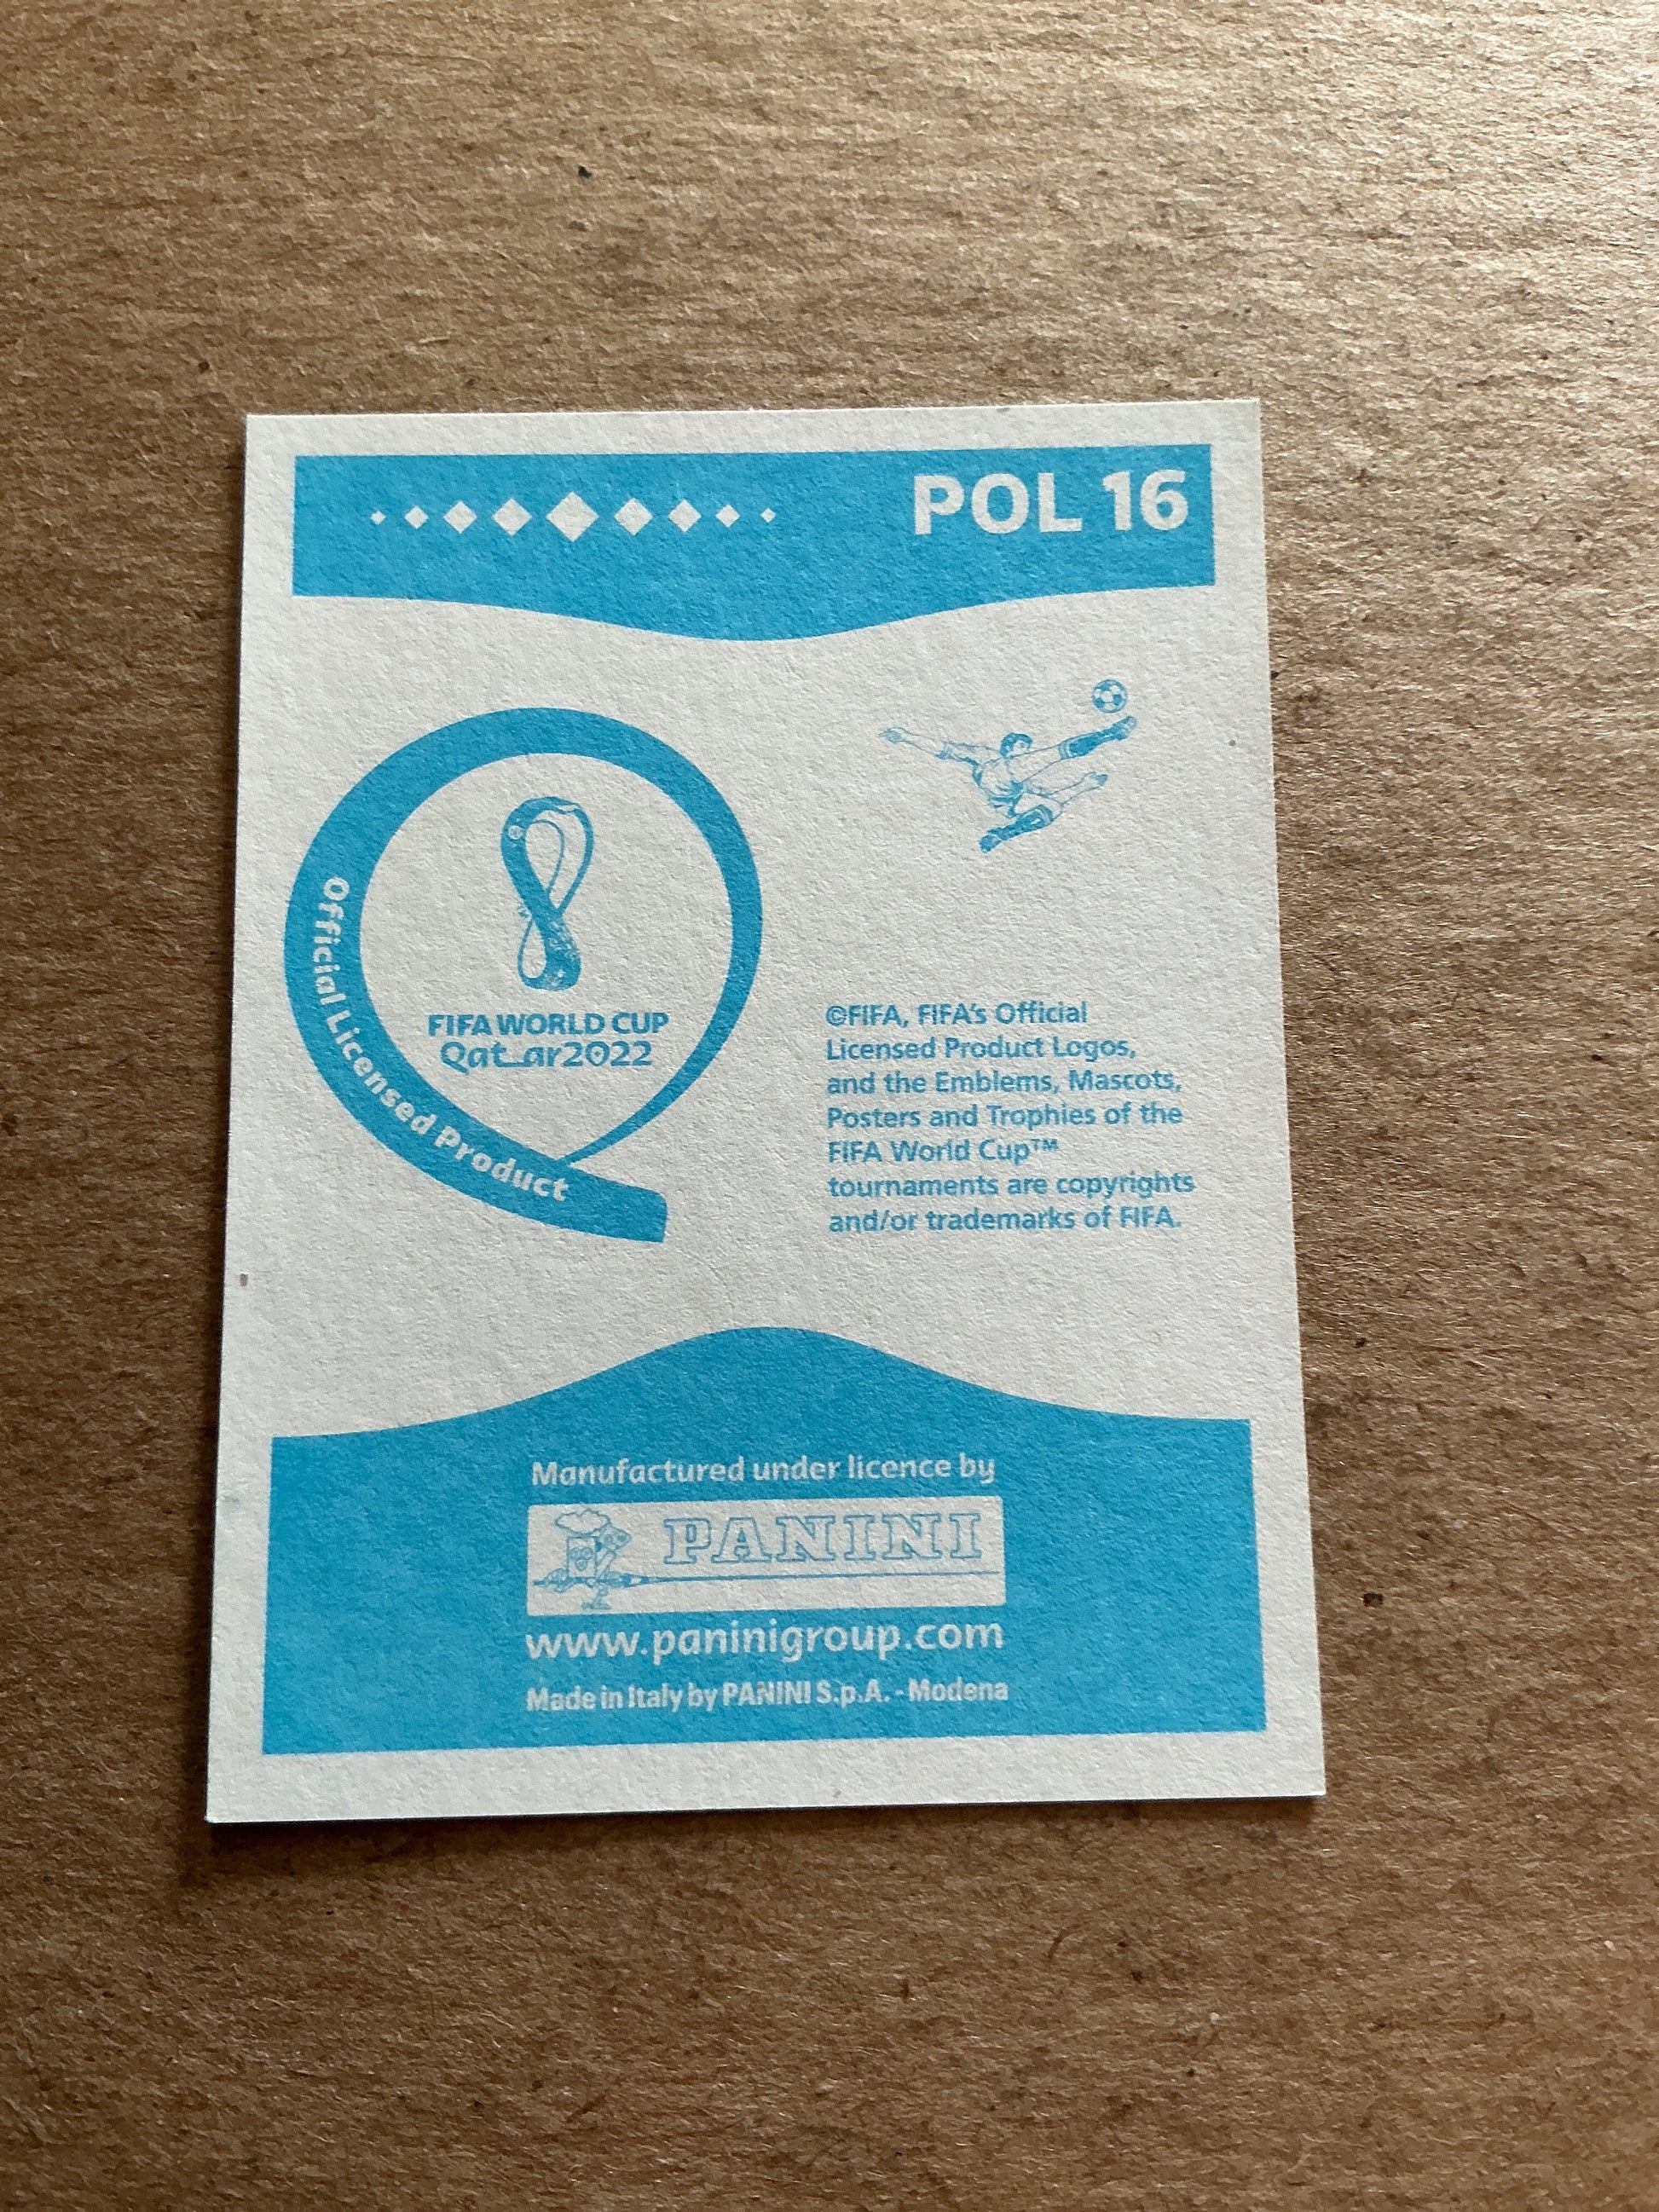 POL 16
Official Licensed Product
FIFA WORLD CUP
Qatar2022
©FIFA, FIFA's Official
Licensed Product Logos,
and the Emblems, Mascots,
Posters and Trophies of the
FIFA World Cup™
tournaments are copyrights
and/or trademarks of FIFA.
Manufactured under licence by
PANINI
www.paninigroup.com
Made in Italy by PANINI S.p.A. - Modena